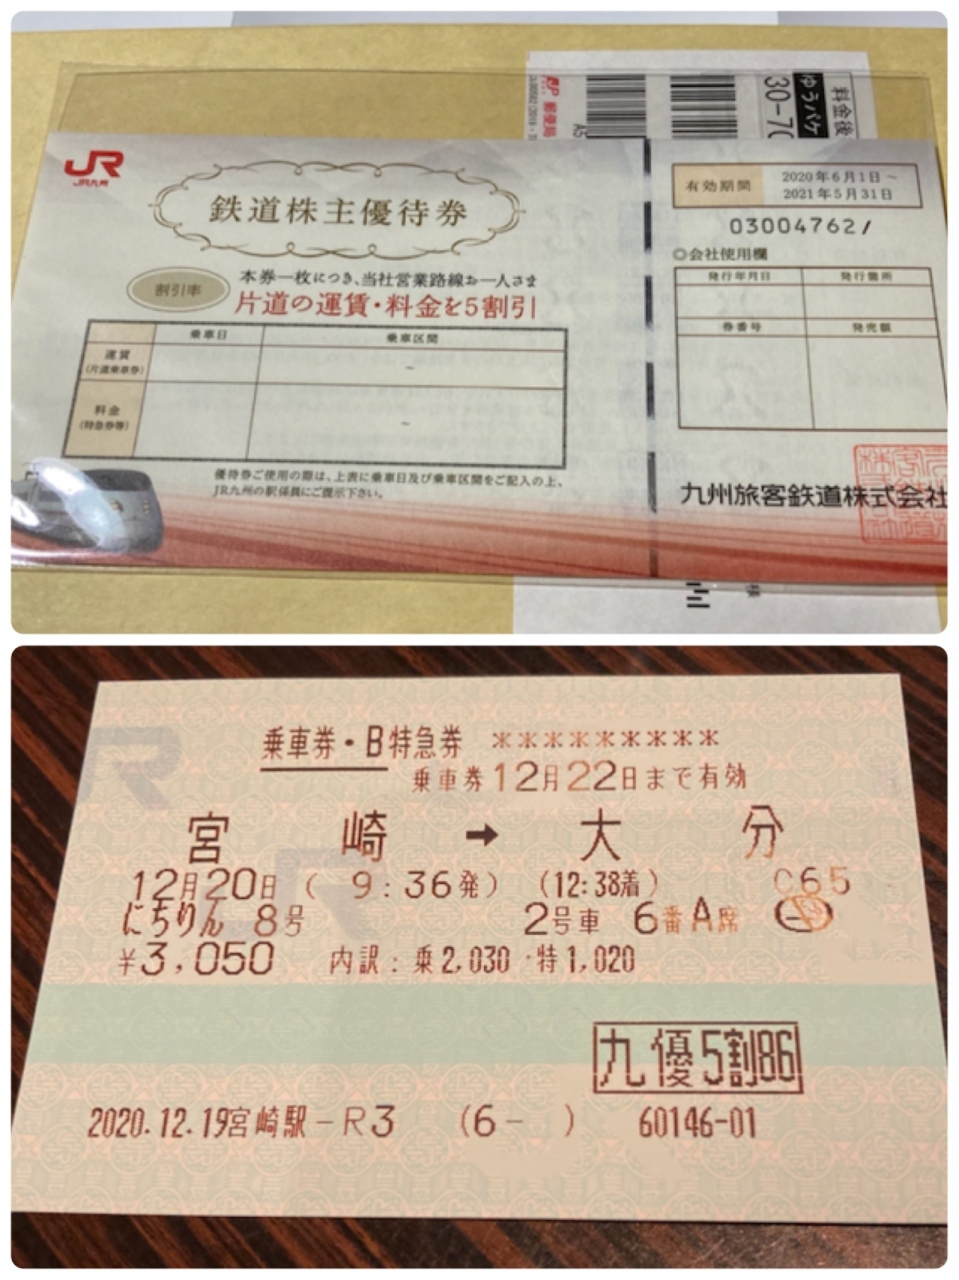 料金後
ゆうパケ
30-70
郵便局
JR
JR九州
鉄道株主優待券
割引率
本券一枚につき、当社営業路線お一人さま
片道の運賃・料金を5割引
乗車日
乗車区間
運賃
(片道乗車券)
~
料金
(特急券等)
~
優待券ご使用の際は、上表に乗車日及び乗車区間をご記入の上、
JR九州の駅係員にご提示下さい。
有効期間
2020年6月1日~
2021年5月31日
03004762/
◎会社使用欄
発行年月日
発行箇所
券番号
発売額
九州旅客鉄道株式会社
乗車券・B特急券 **********
乗車券12月22日まで有効
宮崎 ➡ 大分
12月20日 ( 9:36発) (12:38着) C65
にちりん 8号 2号車 6番A席
¥3,050 内訳:乗2,030・特1,020
九優5割86
2020.12.19宮崎駅-R3 (6- ) 60146-01